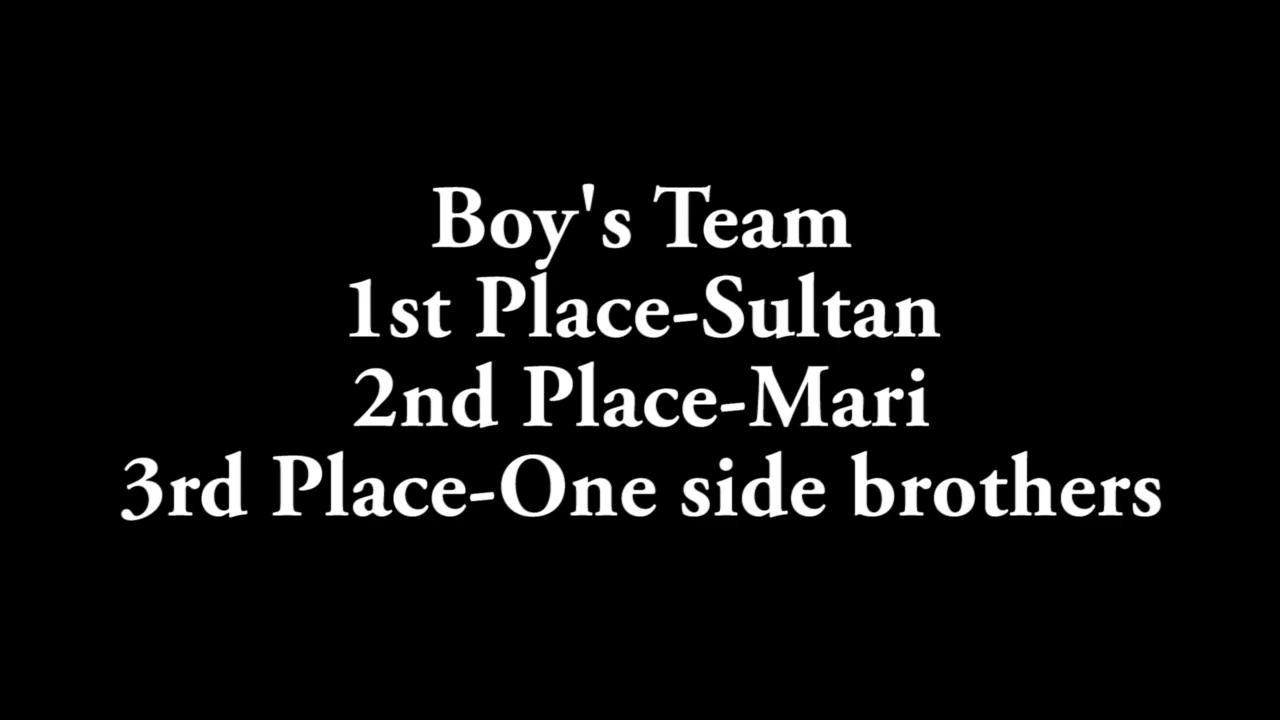 Boy's Team
1st Place-Sultan
2nd Place-Mari
3rd Place-One side brothers